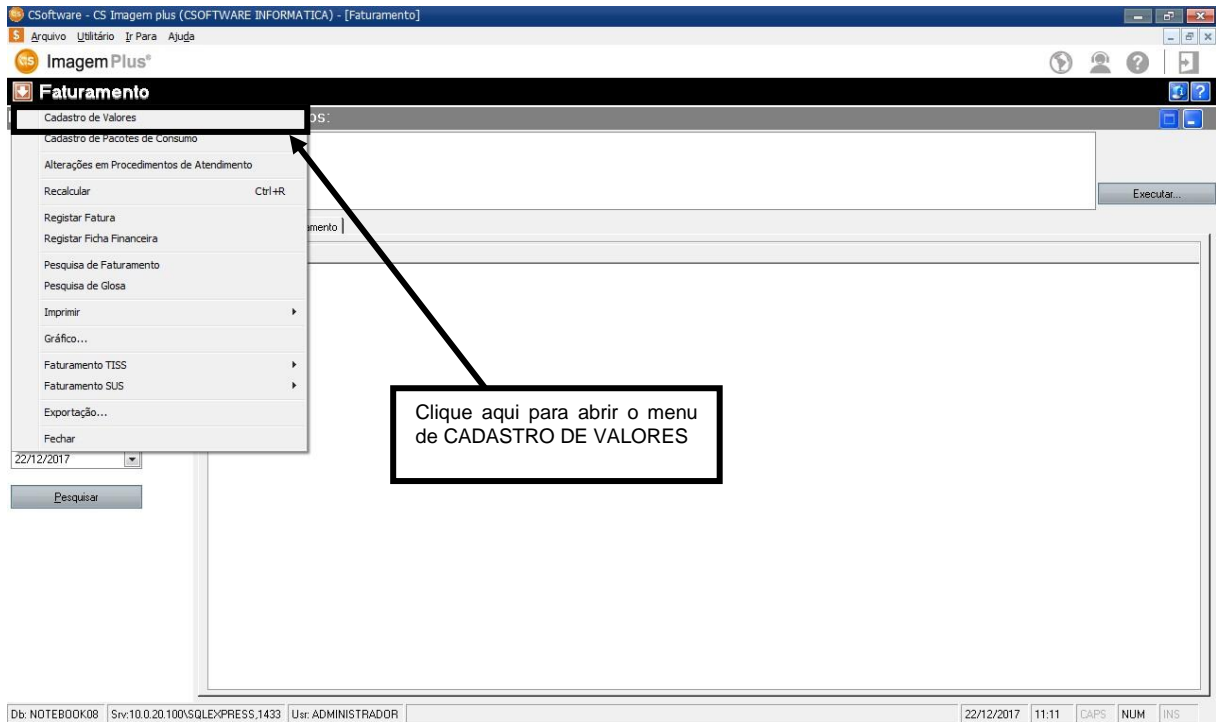 CSoftware - CS Imagem plus (CSOFTWARE INFORMATICA) - [Faturamento]
Arquivo Utilitário Ir Para Ajuda
CS ImagemPlus®
Faturamento
Cadastro de Valores
os:
Cadastro de Pacotes de Consumo
Alterações em Procedimentos de Atendimento
Recalcular Ctrl+R
Executar...
Registar Fatura
amento
Registar Ficha Financeira
Pesquisa de Faturamento
Pesquisa de Glosa
Imprimir
Gráfico...
Faturamento TISS
Faturamento SUS
Exportação...
Fechar
Clique aqui para abrir o menu
de CADASTRO DE VALORES
22/12/2017
Pesquisar
Db: NOTEBOOK08 Srv:10.0.20.100\SQLEXPRESS,1433 Usr: ADMINISTRADOR 22/12/2017 11:11 CAPS NUM INS